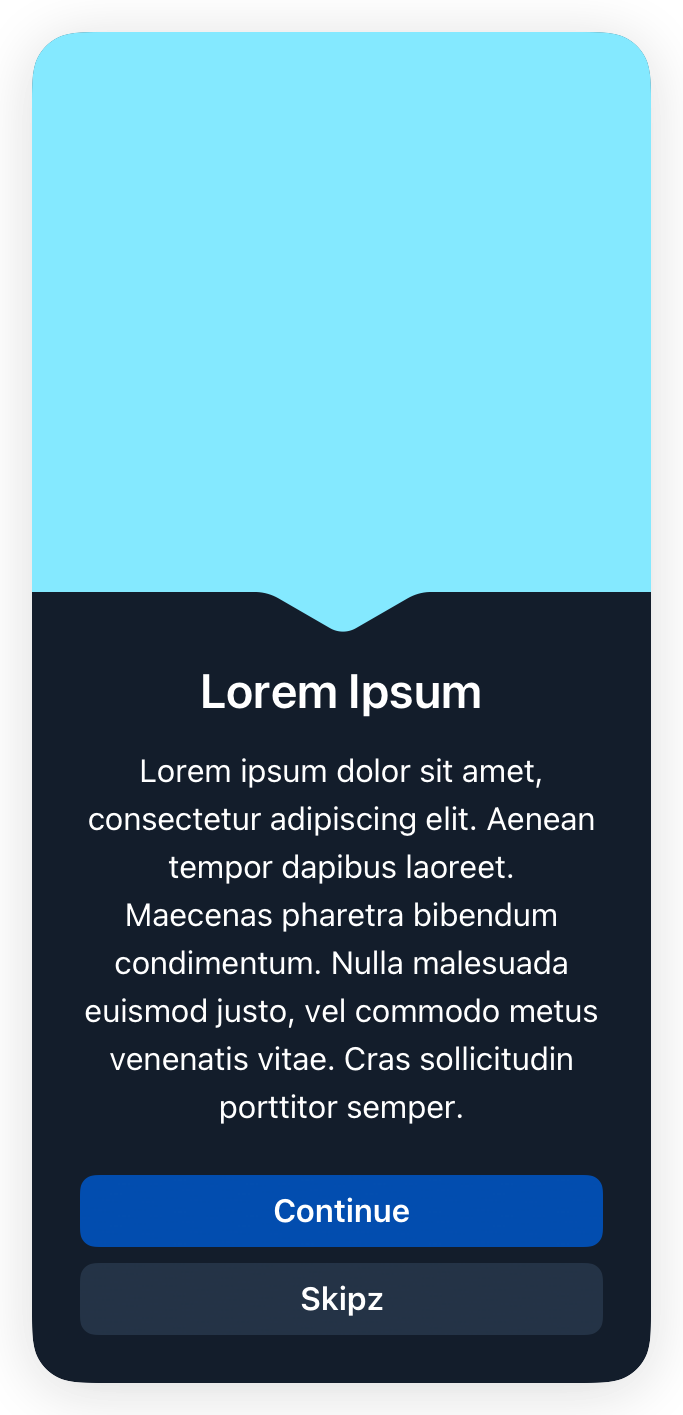 Lorem Ipsum
Lorem ipsum dolor sit amet,
consectetur adipiscing elit. Aenean
tempor dapibus laoreet.
Maecenas pharetra bibendum
condimentum. Nulla malesuada
euismod justo, vel commodo metus
venenatis vitae. Cras sollicitudin
porttitor semper.
Continue
Skipz